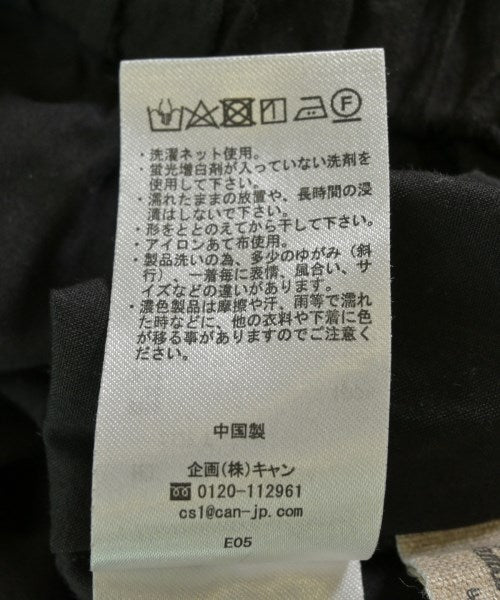 F
・洗濯ネット使用。
・蛍光増白剤が入っていない洗剤を
使用して下さい。
・濡れたままの放置や、長時間の浸
漬はしないで下さい。
・形をととのえてから干して下さい。
・アイロンあて布使用。
・製品洗いの為、多少のゆがみ（斜
行）、一着毎に表情、風合い、サ
イズなどの違いがあります。
・濃色製品は摩擦や汗、雨等で濡れ
た時などに、他の衣料や下着に色
が移る事がありますのでご注意く
ださい。
中国製
企画(株)キャン
0120-112961
cs1@can-jp.com
E05